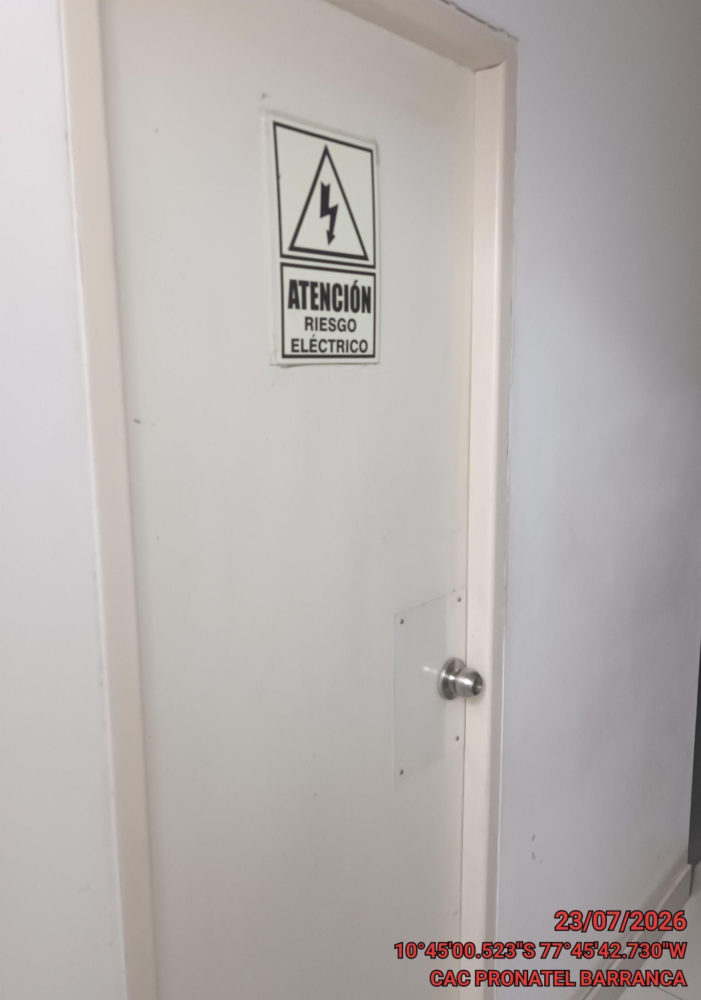 ATENCIÓN
RIESGO
ELÉCTRICO
23/07/2026
10°45'00.523"S 77°45'42.730"W
CAC PRONATEL BARRANCA